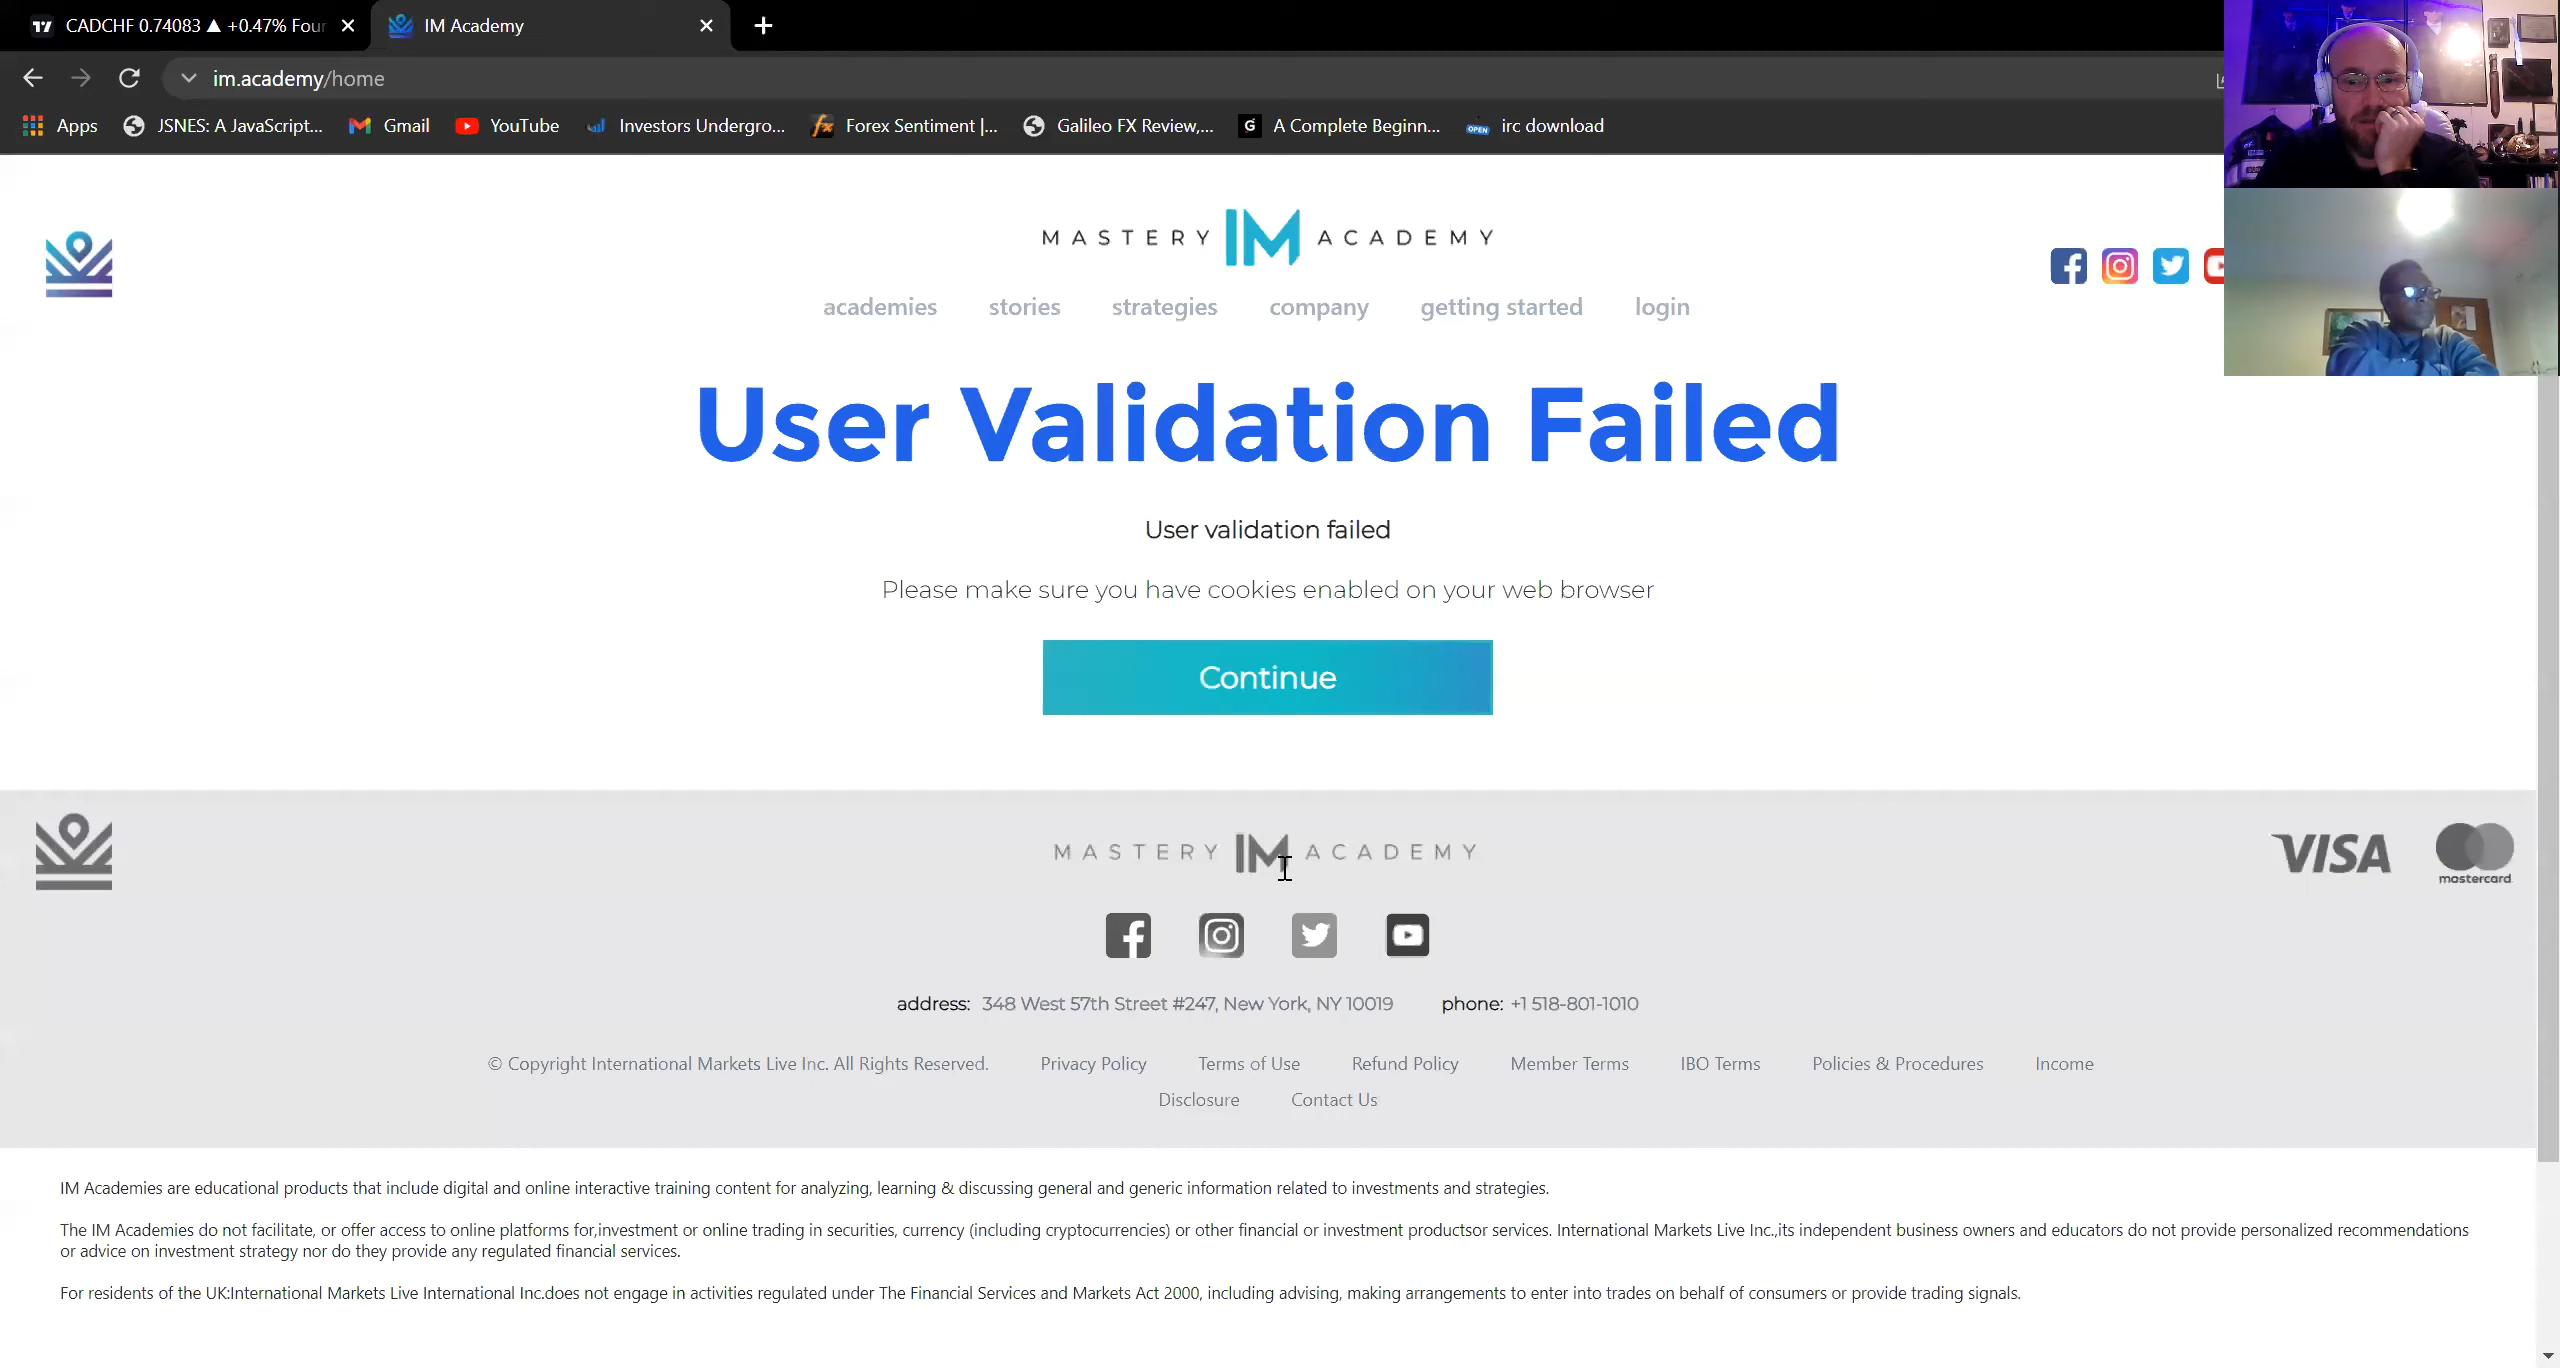 CADCHF 0.74083 ▲ +0.47% Four
IM Academy
im.academy/home
Apps
JSNES: A JavaScript...
Gmail
YouTube
Investors Undergro...
Forex Sentiment |...
Galileo FX Review,...
A Complete Beginn...
irc download
MASTERY IM ACADEMY
academies stories strategies company getting started login
User Validation Failed
User validation failed
Please make sure you have cookies enabled on your web browser
Continue
MASTERY IM ACADEMY
VISA
mastercard
address: 348 West 57th Street #247, New York, NY 10019 phone: +1 518-801-1010
© Copyright International Markets Live Inc. All Rights Reserved. Privacy Policy Terms of Use Refund Policy Member Terms IBO Terms Policies & Procedures Income
Disclosure Contact Us
IM Academies are educational products that include digital and online interactive training content for analyzing, learning & discussing general and generic information related to investments and strategies.
The IM Academies do not facilitate, or offer access to online platforms for,investment or online trading in securities, currency (including cryptocurrencies) or other financial or investment productsor services. International Markets Live Inc.,its independent business owners and educators do not provide personalized recommendations
or advice on investment strategy nor do they provide any regulated financial services.
For residents of the UK:International Markets Live International Inc.does not engage in activities regulated under The Financial Services and Markets Act 2000, including advising, making arrangements to enter into trades on behalf of consumers or provide trading signals.